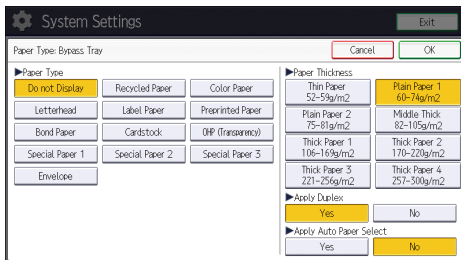 System Settings
Exit
Paper Type: Bypass Tray
Cancel
OK
►Paper Type
Do not Display
Recycled Paper
Color Paper
Letterhead
Label Paper
Preprinted Paper
Bond Paper
Cardstock
OHP (Transparency)
Special Paper 1
Special Paper 2
Special Paper 3
Envelope
►Paper Thickness
Thin Paper
52-59g/m2
Plain Paper 1
60-74g/m2
Plain Paper 2
75-81g/m2
Middle Thick
82-105g/m2
Thick Paper 1
106-169g/m2
Thick Paper 2
170-220g/m2
Thick Paper 3
221-256g/m2
Thick Paper 4
257-300g/m2
►Apply Duplex
Yes
No
►Apply Auto Paper Select
Yes
No